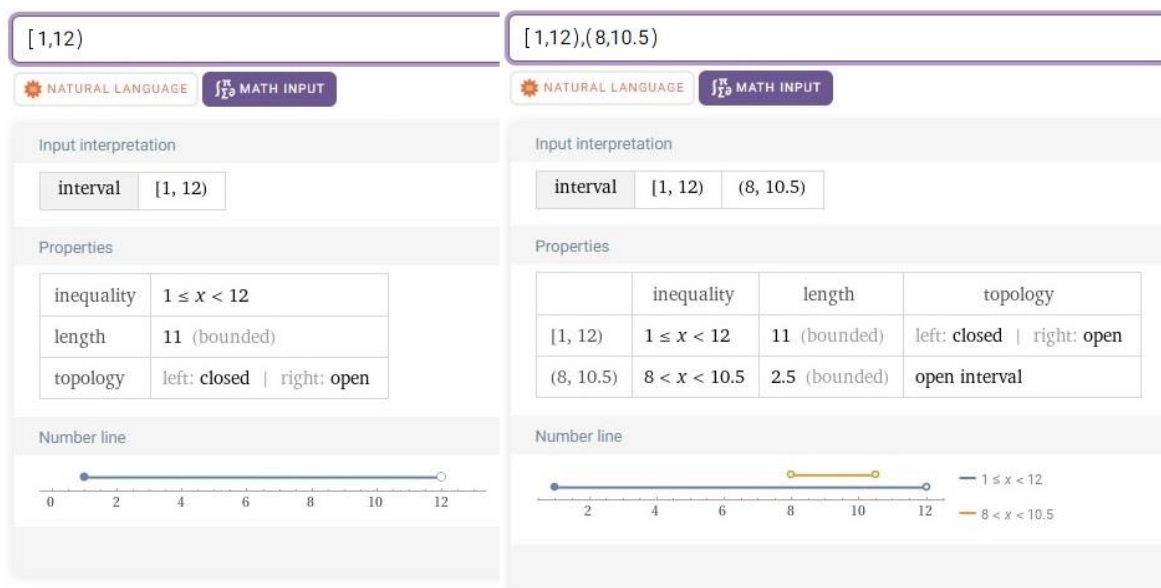 [1,12)
NATURAL LANGUAGE ∫Σ∂π MATH INPUT
Input interpretation
interval [1, 12)
Properties
inequality 1 ≤ x < 12
length 11 (bounded)
topology left: closed | right: open
Number line
0 2 4 6 8 10 12
[1,12),(8,10.5)
NATURAL LANGUAGE ∫Σ∂π MATH INPUT
Input interpretation
interval [1, 12) (8, 10.5)
Properties
inequality length topology
[1, 12) 1 ≤ x < 12 11 (bounded) left: closed | right: open
(8, 10.5) 8 < x < 10.5 2.5 (bounded) open interval
Number line
1 ≤ x < 12
2 4 6 8 10 12
8 < x < 10.5